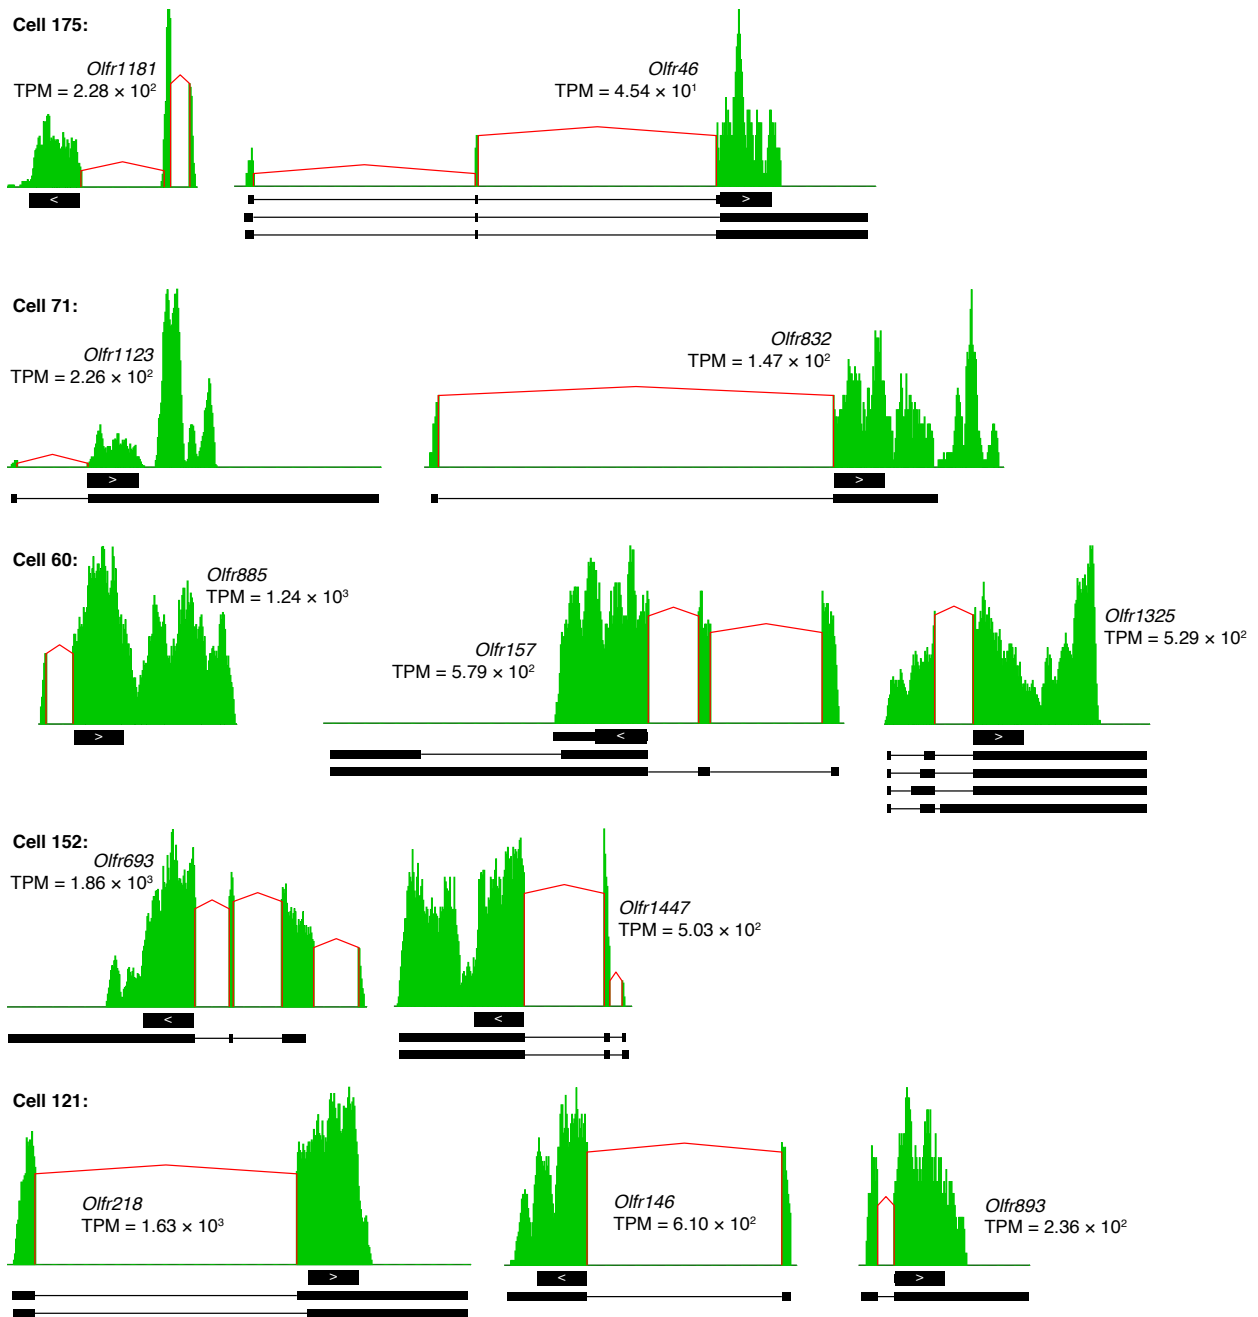 Cell 175:
Olfr1181
TPM = 2.28 × 10²
Olfr46
TPM = 4.54 × 10¹
<
>
Cell 71:
Olfr1123
TPM = 2.26 × 10²
Olfr832
TPM = 1.47 × 10²
>
>
Cell 60:
Olfr885
TPM = 1.24 × 10³
Olfr157
TPM = 5.79 × 10²
Olfr1325
TPM = 5.29 × 10²
>
<
>
Cell 152:
Olfr693
TPM = 1.86 × 10³
Olfr1447
TPM = 5.03 × 10²
<
<
Cell 121:
Olfr218
TPM = 1.63 × 10³
Olfr146
TPM = 6.10 × 10²
Olfr893
TPM = 2.36 × 10²
>
<
>